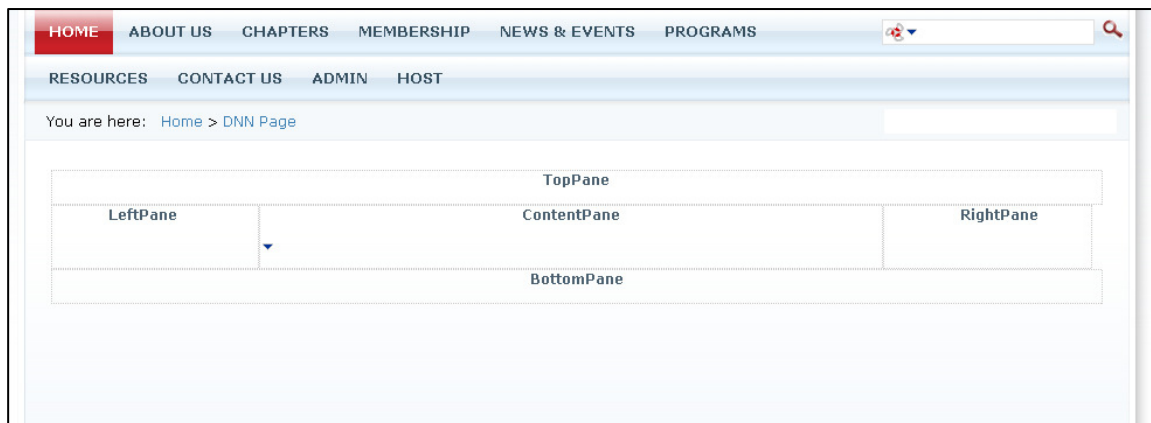 HOME ABOUT US CHAPTERS MEMBERSHIP NEWS & EVENTS PROGRAMS
RESOURCES CONTACT US ADMIN HOST
You are here: Home > DNN Page
TopPane
LeftPane ContentPane RightPane
BottomPane